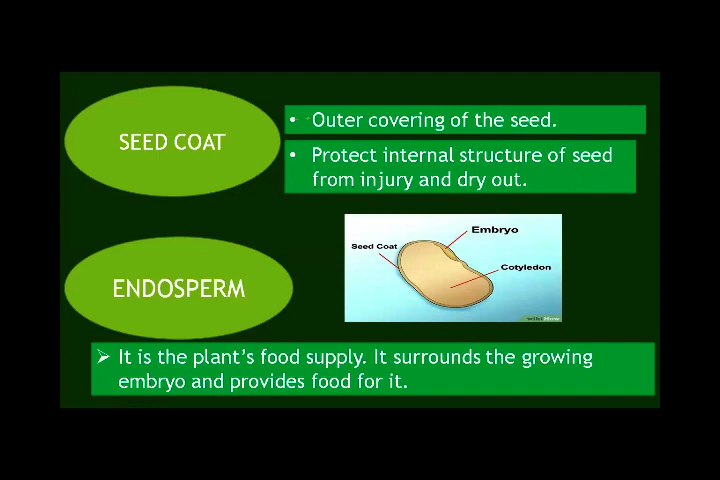 SEED COAT
• -Outer covering of the seed.
• Protect internal structure of seed
from injury and dry out.
Embryo
Seed Coat
Cotyledon
ENDOSPERM
➢ It is the plant's food supply. It surrounds the growing
embryo and provides food for it.